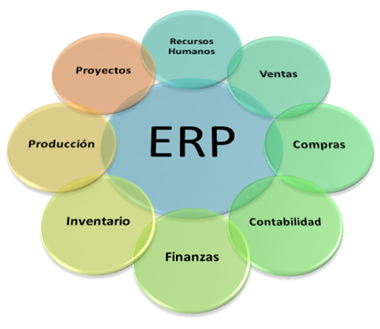 Recursos
Humanos
Proyectos
Ventas
ERP
Producción
Compras
Inventario
Contabilidad
Finanzas